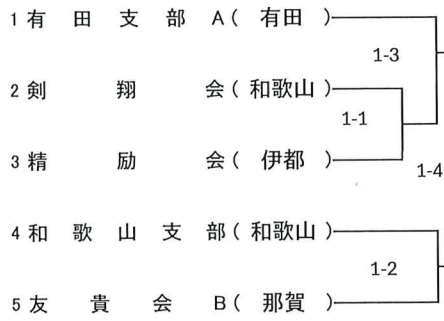 1 有田支部A(有田)
1-3
2 剣翔会(和歌山)
1-1
3 精励会(伊都)
1-4
4 和歌山支部(和歌山)
1-2
5 友貴会B(那賀)